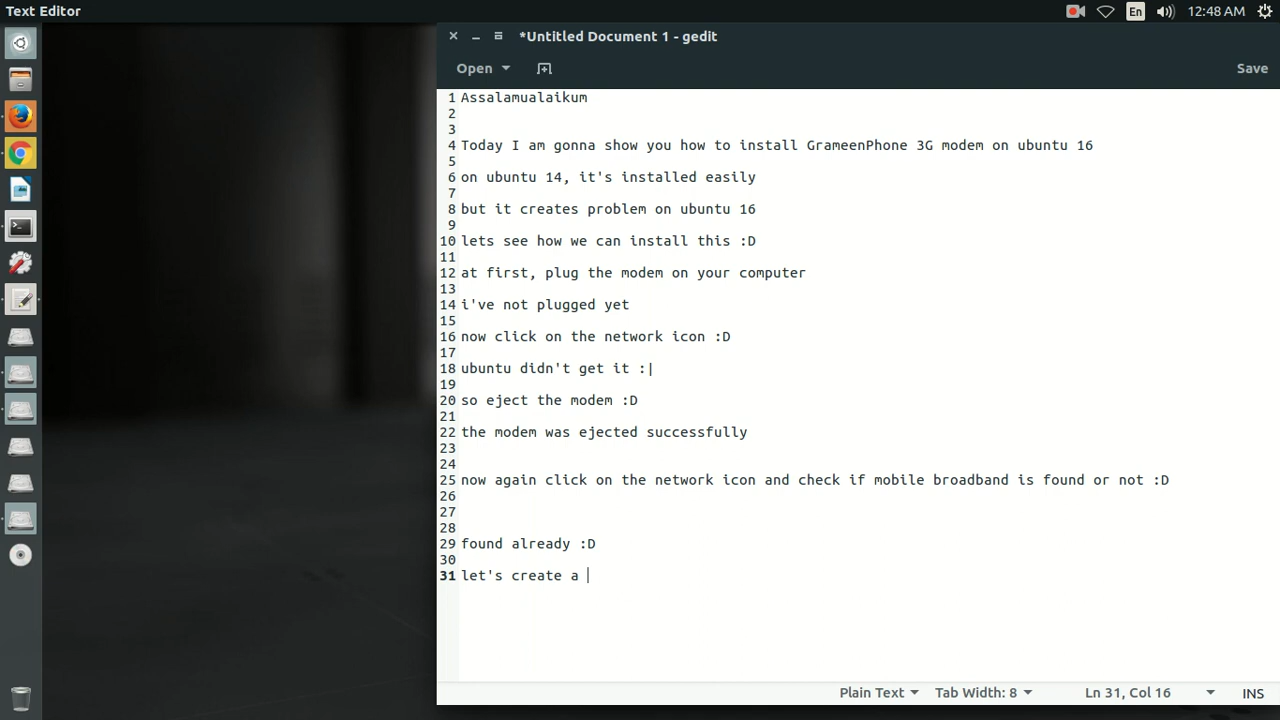 Text Editor
En
12:48 AM
*Untitled Document 1 - gedit
Open
Save
1 Assalamualaikum
2
3
4 Today I am gonna show you how to install GrameenPhone 3G modem on ubuntu 16
5
6 on ubuntu 14, it's installed easily
7
8 but it creates problem on ubuntu 16
9
10 lets see how we can install this :D
11
12 at first, plug the modem on your computer
13
14 i've not plugged yet
15
16 now click on the network icon :D
17
18 ubuntu didn't get it :|
19
20 so eject the modem :D
21
22 the modem was ejected successfully
23
24
25 now again click on the network icon and check if mobile broadband is found or not :D
26
27
28
29 found already :D
30
31 let's create a
Plain Text
Tab Width: 8
Ln 31, Col 16
INS